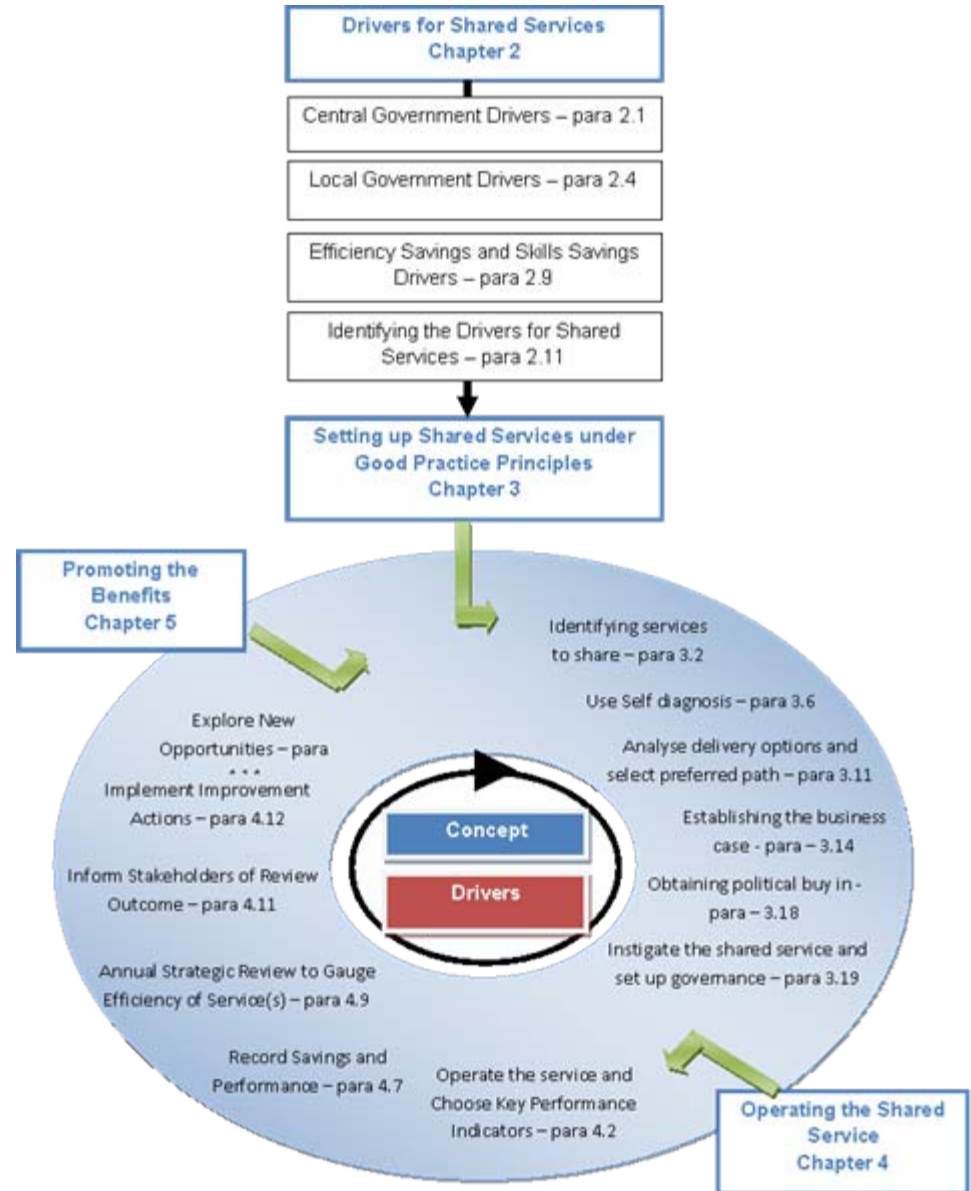 Drivers for Shared Services
Chapter 2
Central Government Drivers – para 2.1
Local Government Drivers – para 2.4
Efficiency Savings and Skills Savings
Drivers – para 2.9
Identifying the Drivers for Shared
Services – para 2.11
Setting up Shared Services under
Good Practice Principles
Chapter 3
Promoting the
Benefits
Chapter 5
Identifying services
to share – para 3.2
Use Self diagnosis – para 3.6
Analyse delivery options and
select preferred path – para 3.11
Establishing the business
case - para – 3.14
Obtaining political buy in -
para – 3.18
Instigate the shared service and
set up governance – para 3.19
Operating the Shared
Service
Chapter 4
Operate the service and
Choose Key Performance
Indicators – para 4.2
Record Savings and
Performance – para 4.7
Annual Strategic Review to Gauge
Efficiency of Service(s) – para 4.9
Inform Stakeholders of Review
Outcome – para 4.11
Implement Improvement
Actions – para 4.12
Explore New
Opportunities – para
Concept
Drivers